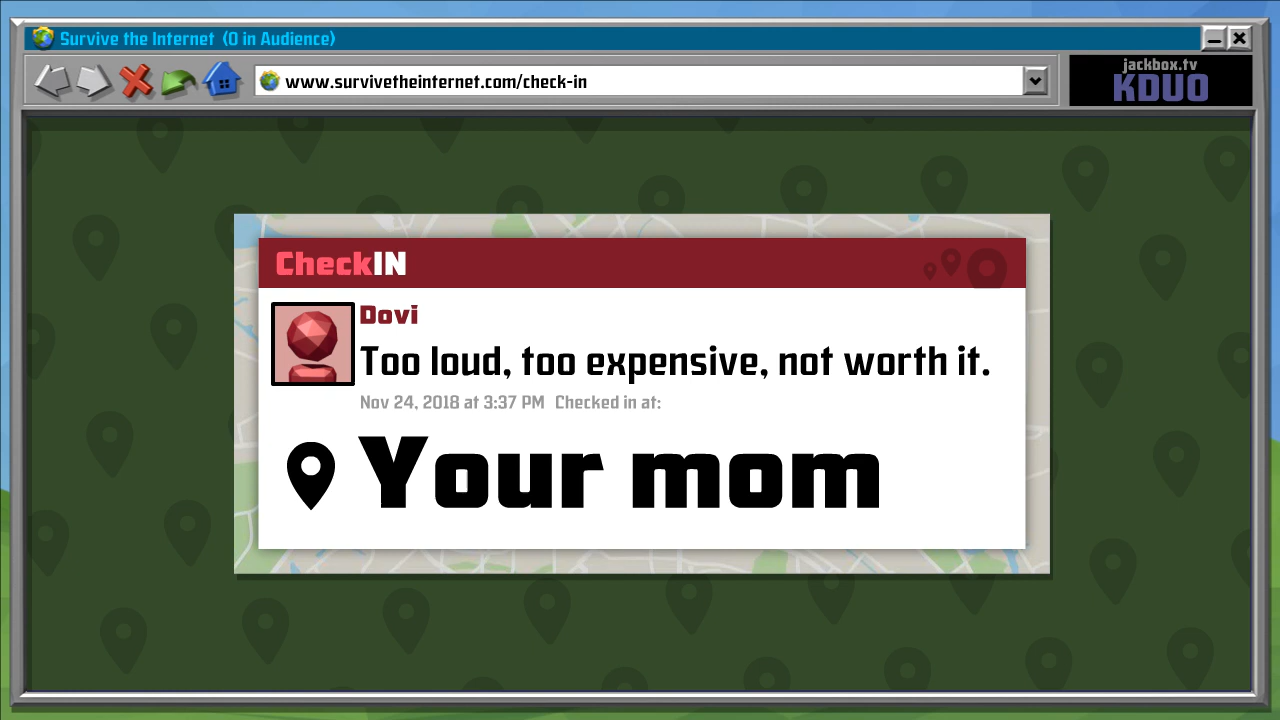 Survive the Internet (0 in Audience)
www.survivetheinternet.com/check-in
jackbox.tv
KDUO
CheckIN
Dovi
Too loud, too expensive, not worth it.
Nov 24, 2018 at 3:37 PM Checked in at:
Your mom